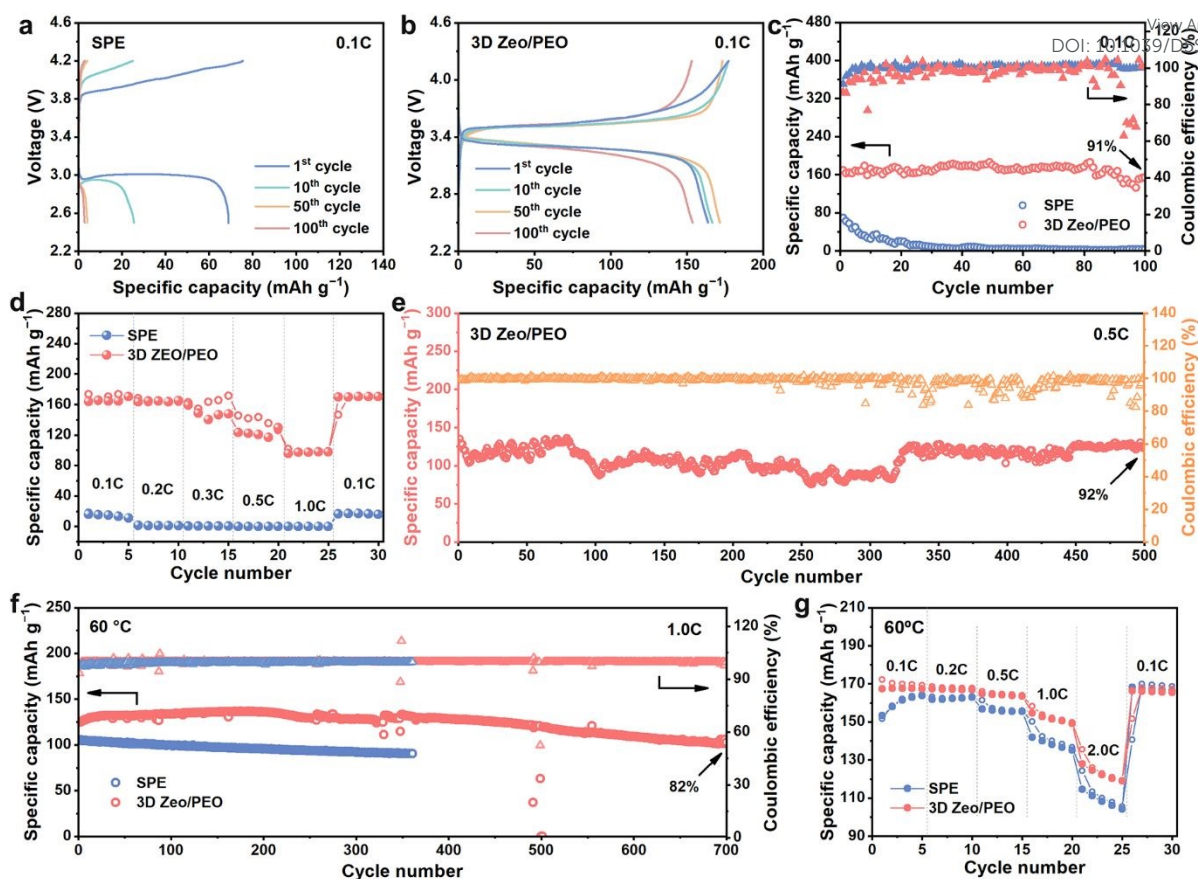 View A
DOI: 10.1039/D5
a
SPE
0.1C
4.6
4.2
3.8
3.4
3.0
2.6
2.2
Voltage (V)
1st cycle
10th cycle
50th cycle
100th cycle
0 20 40 60 80 100 120 140
Specific capacity (mAh g−1)
b
3D Zeo/PEO
0.1C
4.6
4.2
3.8
3.4
3.0
2.6
2.2
Voltage (V)
1st cycle
10th cycle
50th cycle
100th cycle
0 50 100 150 200
Specific capacity (mAh g−1)
c
0.1C
480
400
320
240
160
80
0
Specific capacity (mAh g−1)
91%
SPE
3D Zeo/PEO
120
100
80
60
40
20
0
Coulombic efficiency (%)
0 20 40 60 80 100
Cycle number
d
280
240
200
160
120
80
40
0
Specific capacity (mAh g−1)
SPE
3D ZEO/PEO
0.1C 0.2C 0.3C 0.5C 1.0C 0.1C
0 5 10 15 20 25 30
Cycle number
e
3D Zeo/PEO
0.5C
300
250
200
150
100
50
0
Specific capacity (mAh g−1)
92%
140
120
100
80
60
40
20
0
Coulombic efficiency (%)
0 50 100 150 200 250 300 350 400 450 500
Cycle number
f
60 °C
1.0C
250
200
150
100
50
0
Specific capacity (mAh g−1)
SPE
3D Zeo/PEO
82%
120
90
60
30
0
Coulombic efficiency (%)
0 100 200 300 400 500 600 700
Cycle number
g
60ºC
210
190
170
150
130
110
90
Specific capacity (mAh g−1)
0.1C 0.2C 0.5C 1.0C 2.0C 0.1C
SPE
3D Zeo/PEO
0 5 10 15 20 25 30
Cycle number